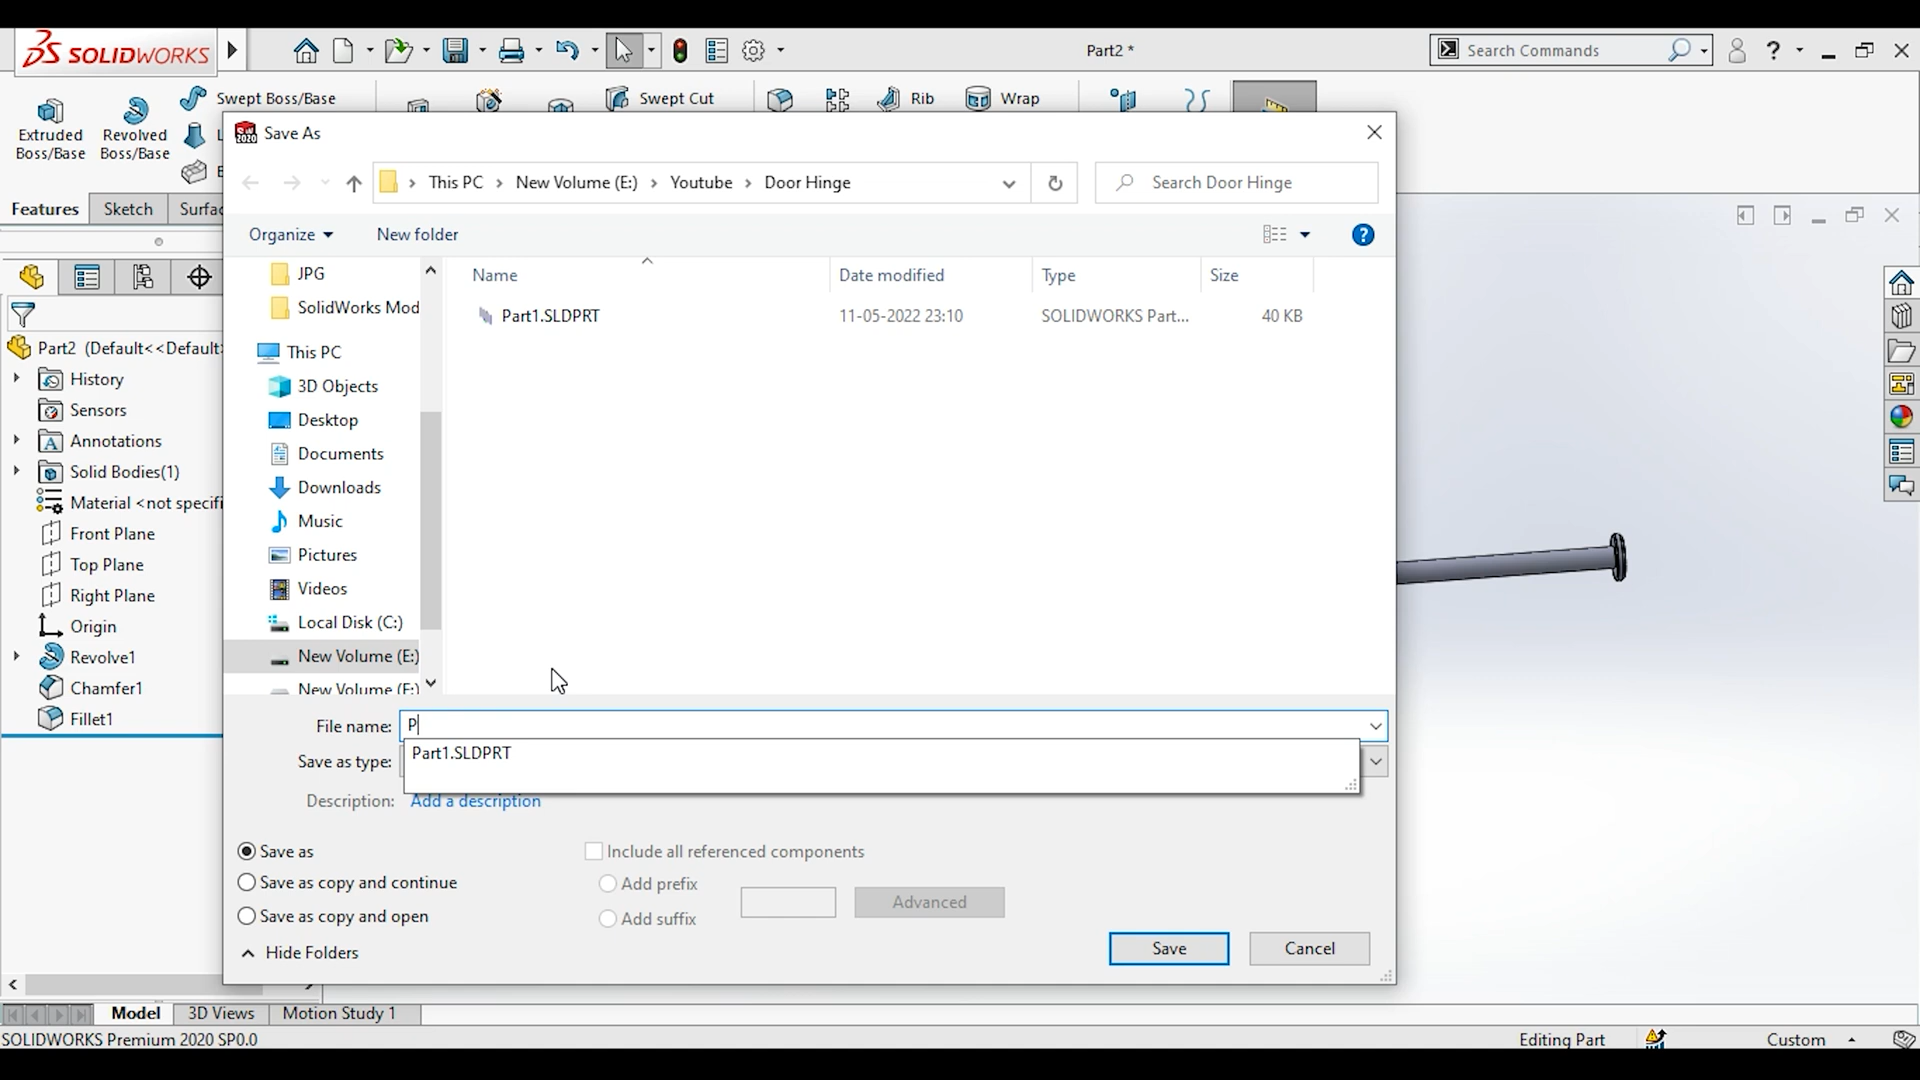 SOLIDWORKS
Part2 *
Search Commands
?
Swept Boss/Base
Swept Cut
Rib
Wrap
Extruded
Boss/Base
Revolved
Boss/Base
Save As
This PC
New Volume (E:)
Youtube
Door Hinge
Search Door Hinge
Features
Sketch
Surfac
Organize
New folder
?
JPG
SolidWorks Mod
Name
Date modified
Type
Size
Part1.SLDPRT
11-05-2022 23:10
SOLIDWORKS Part...
40 KB
Part2 (Default<<Default
This PC
History
3D Objects
Sensors
Desktop
Annotations
Documents
Solid Bodies(1)
Downloads
Material <not specifi
Music
Front Plane
Pictures
Top Plane
Videos
Right Plane
Local Disk (C:)
Origin
New Volume (E:)
Revolve1
New Volume (F:)
Chamfer1
Fillet1
File name:
P
Part1.SLDPRT
Save as type:
Description:
Add a description
Save as
Include all referenced components
Save as copy and continue
Add prefix
Advanced
Save as copy and open
Add suffix
Hide Folders
Save
Cancel
Model
3D Views
Motion Study 1
SOLIDWORKS Premium 2020 SP0.0
Editing Part
Custom